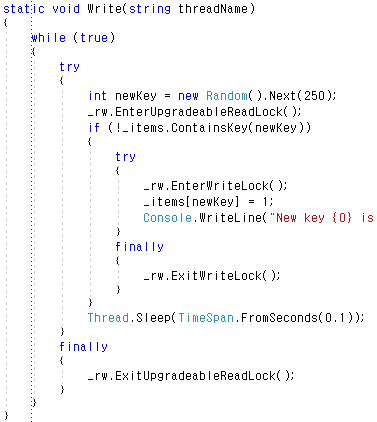 static void Write(string threadName)
{
    while (true)
    {
        try
        {
            int newKey = new Random().Next(250);
            _rw.EnterUpgradeableReadLock();
            if (!_items.ContainsKey(newKey))
            {
                try
                {
                    _rw.EnterWriteLock();
                    _items[newKey] = 1;
                    Console.WriteLine("New key {0} is
                }
                finally
                {
                    _rw.ExitWriteLock();
                }
            }
            Thread.Sleep(TimeSpan.FromSeconds(0.1));
        }
        finally
        {
            _rw.ExitUpgradeableReadLock();
        }
    }
}